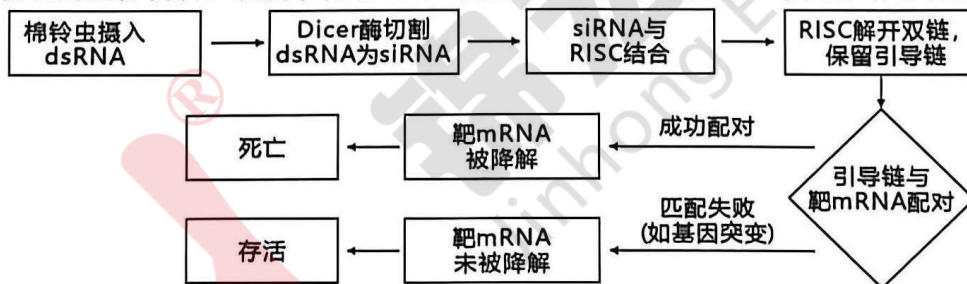 棉铃虫摄入
dsRNA
Dicer酶切割
dsRNA为siRNA
siRNA与
RISC结合
RISC解开双链，
保留引导链
死亡
靶mRNA
被降解
成功配对
引导链与
靶mRNA配对
存活
靶mRNA
未被降解
匹配失败
(如基因突变)
®